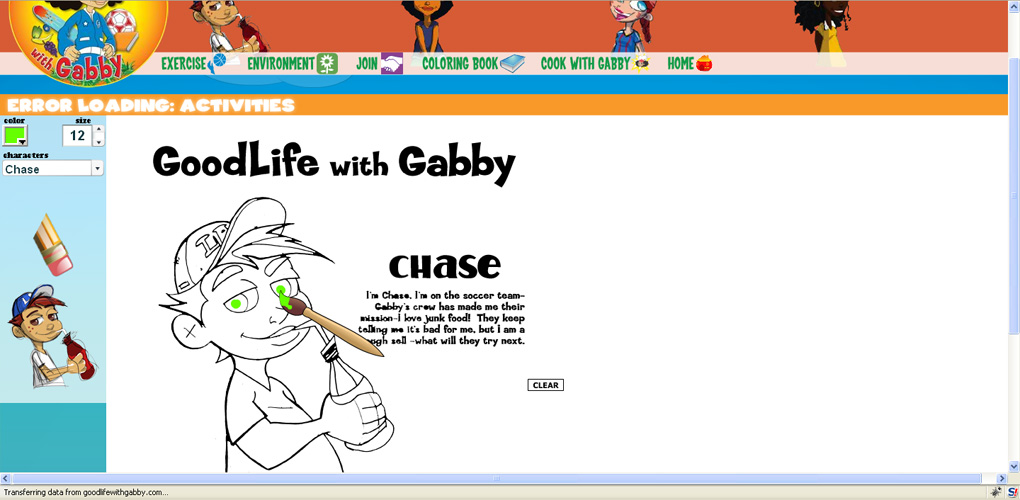 with Gabby
EXERCISE ENVIRONMENT JOIN COLORING BOOK COOK WITH GABBY HOME
ERROR LOADING: ACTIVITIES
color size
12
characters
Chase
GoodLife with Gabby
CHASE
I'm Chase. I'm on the soccer team-
Gabby's crew has made me their
mission-I love junk food! They keep
telling me it's bad for me, but I am a
sell -what will they try next.
CLEAR
Transferring data from goodlifewithgabby.com...